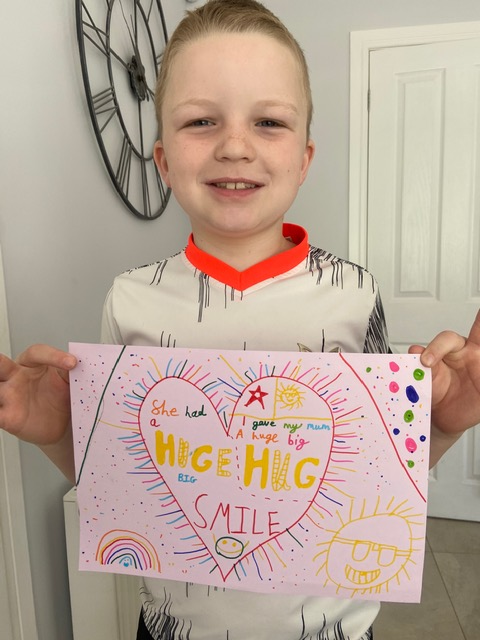 She had
a
HUGE
BIG
SMILE
I gave my mum
A huge big
HUG